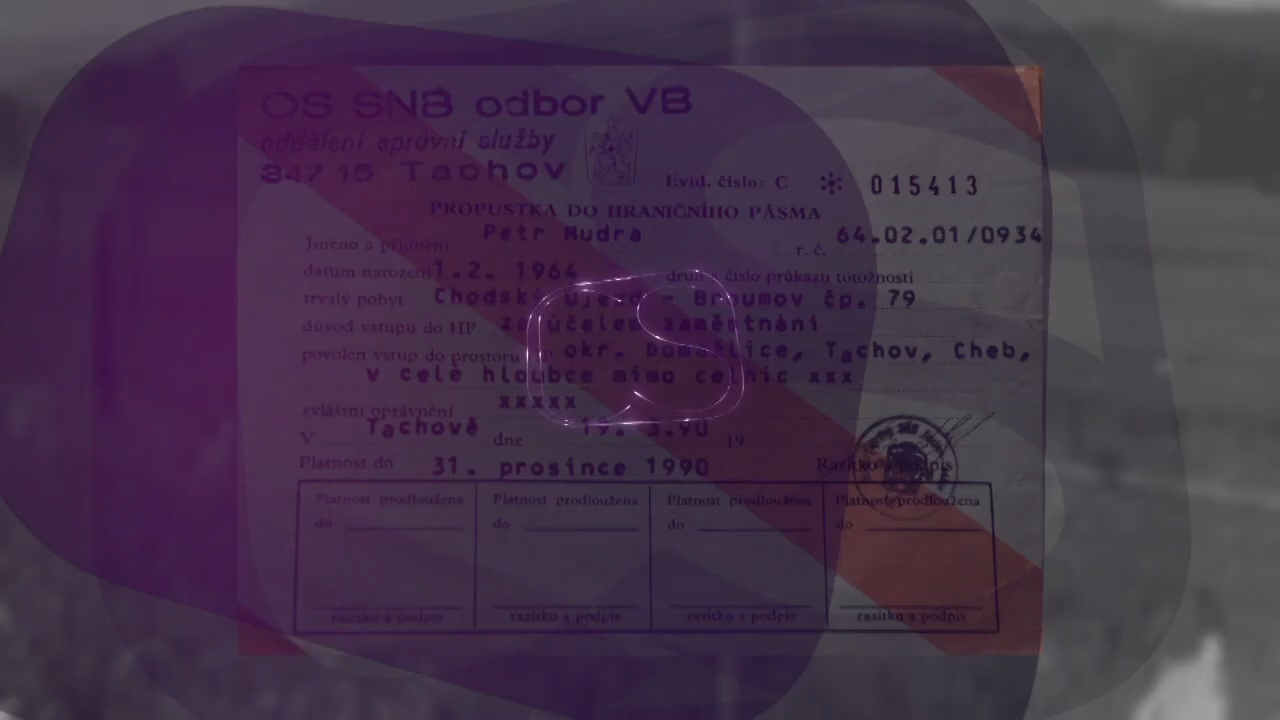 OS SNB odbor VB
oddělení správní služby
347 15 Tachov
Evid. číslo: C ✻ 015413
PROPUSTKA DO HRANIČNÍHO PÁSMA
Jméno a příjmení Petr Mudra r. č. 64.02.01/0934
datum narození 1.2. 1964 druh a číslo průkazu totožnosti
trvalý pobyt Chodský Újezd - Broumov čp. 79
důvod vstupu do HP za účelem zaměstnání
povolen vstup do prostoru okr. Domažlice, Tachov, Cheb,
v celé hloubce mimo celnic xxx
zvláštní oprávnění xxxxx
V Tachově dne 19. 3.90 19
Platnost do 31. prosince 1990 Razítko a podpis
Platnost prodloužena Platnost prodloužena Platnost prodloužena Platnost prodloužena
do do do do
razítko a podpis razítko a podpis razítko a podpis razítko a podpis